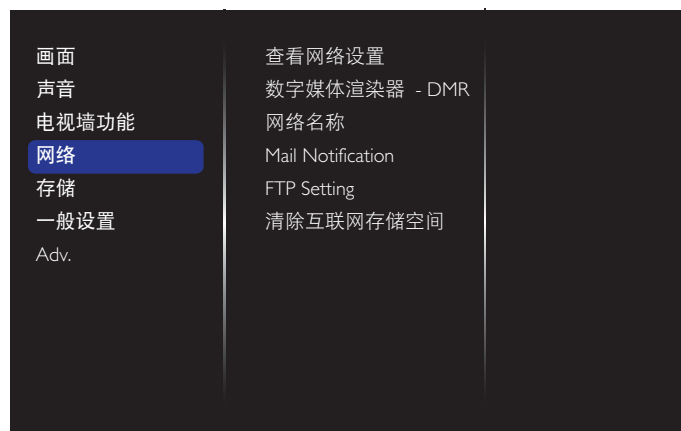 画面
声音
电视墙功能
网络
存储
一般设置
Adv.
查看网络设置
数字媒体渲染器 - DMR
网络名称
Mail Notification
FTP Setting
清除互联网存储空间